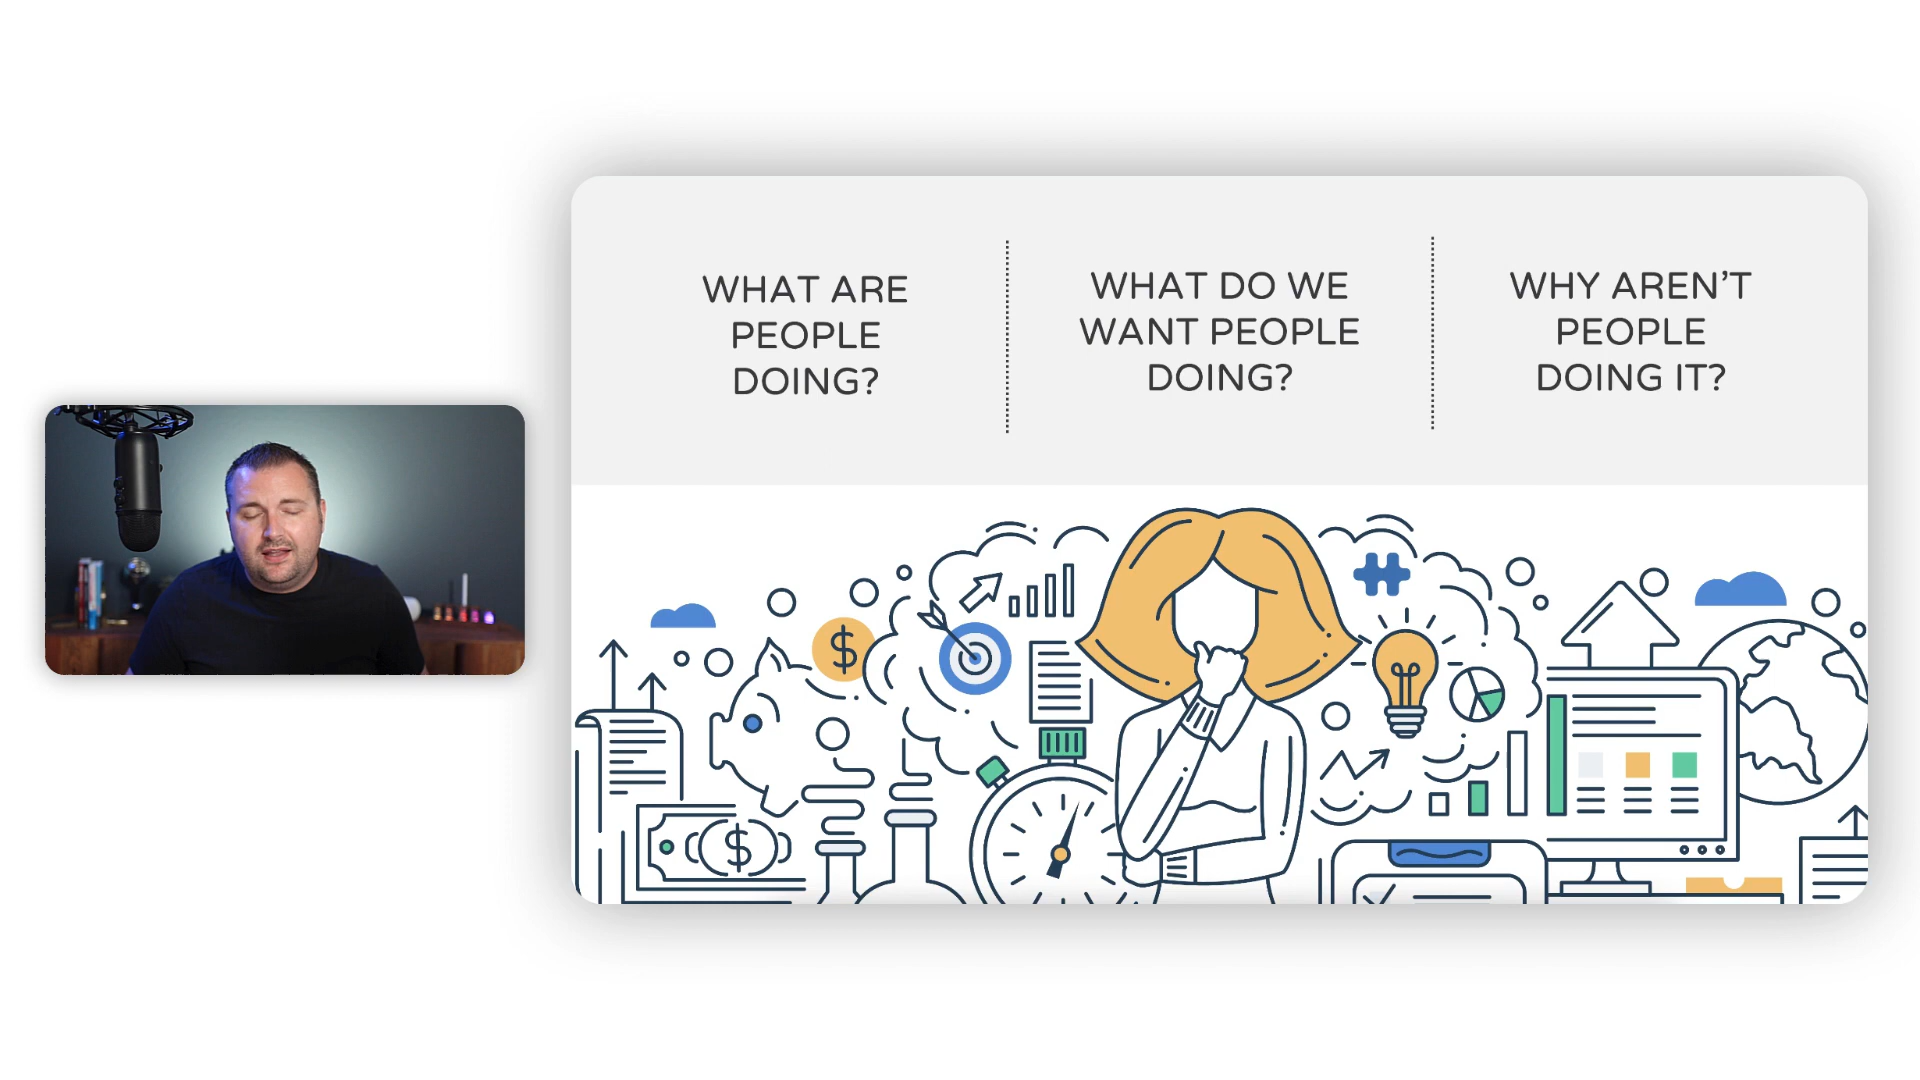 WHAT ARE
PEOPLE
DOING?
WHAT DO WE
WANT PEOPLE
DOING?
WHY AREN’T
PEOPLE
DOING IT?
$
#
$